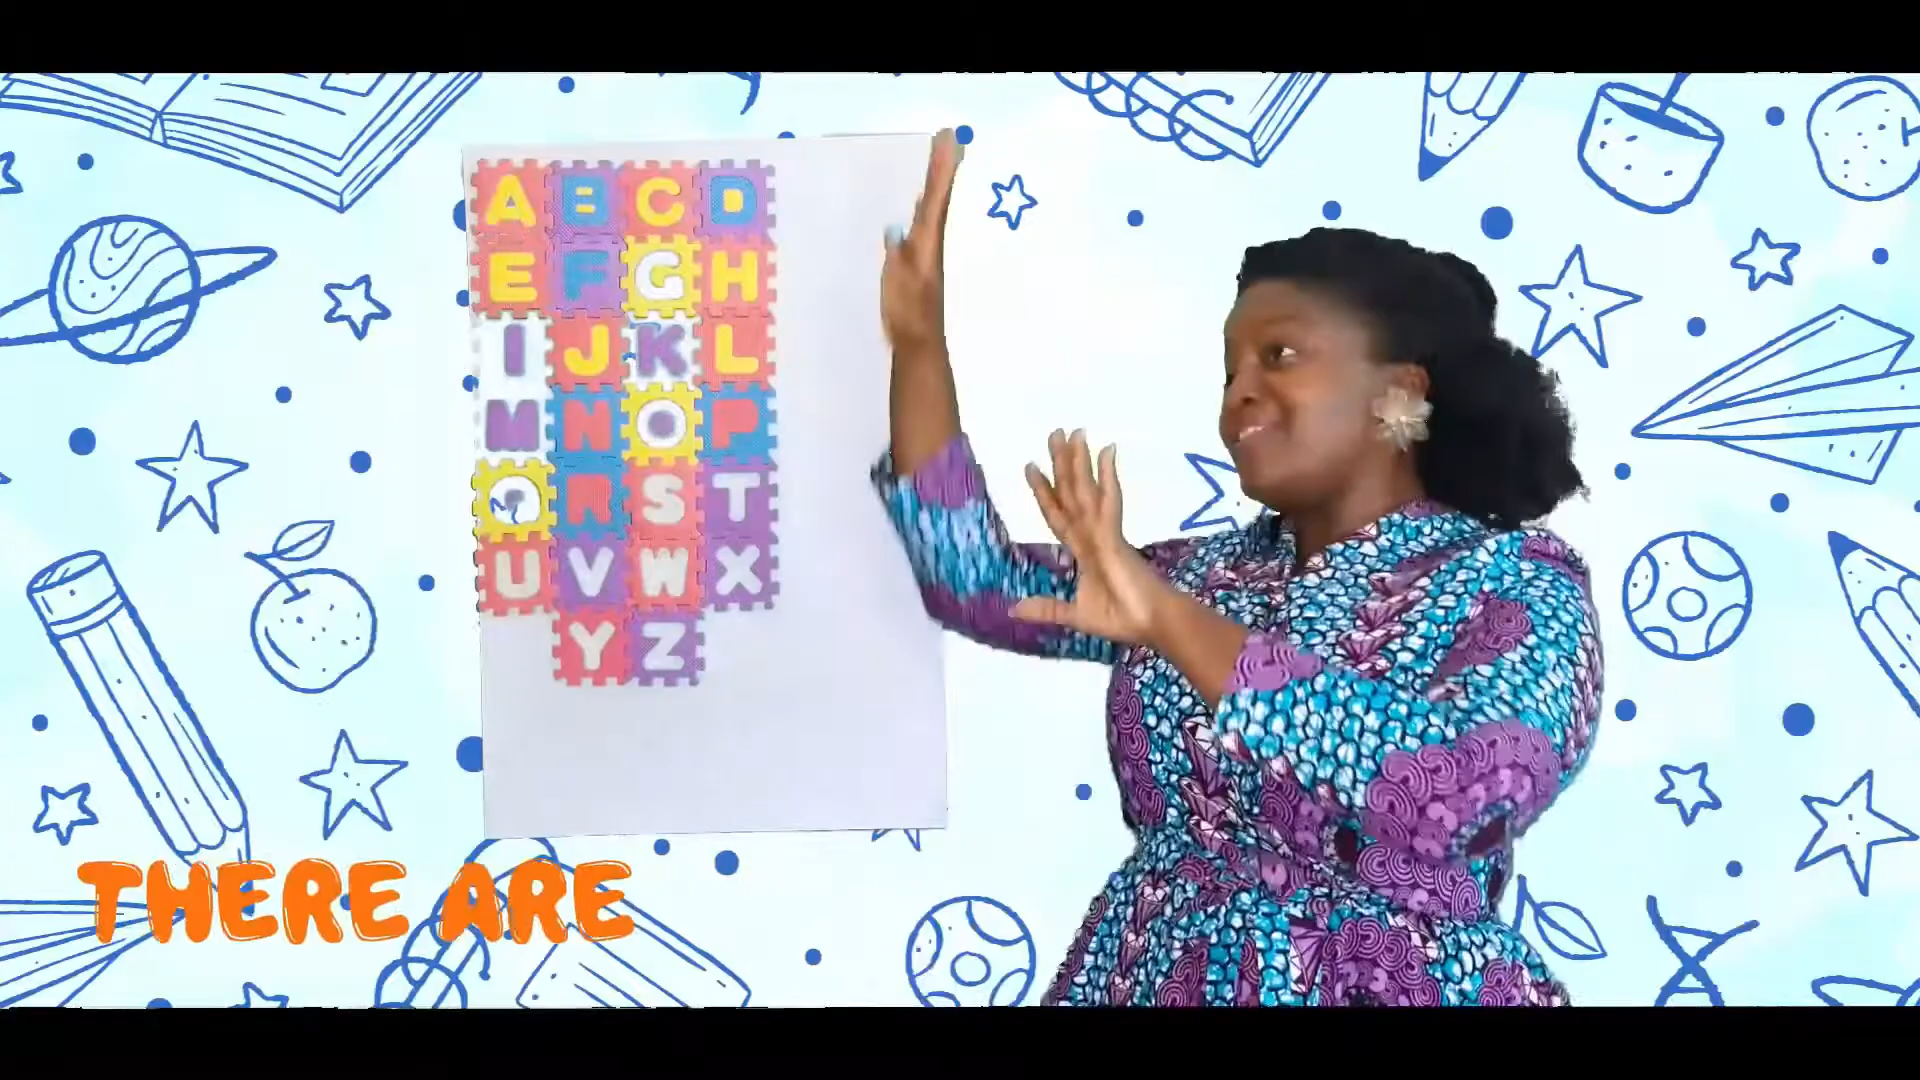 A B C D
E F G H
I J K L
M N O P
Q R S T
U V W X
Y Z
THERE ARE